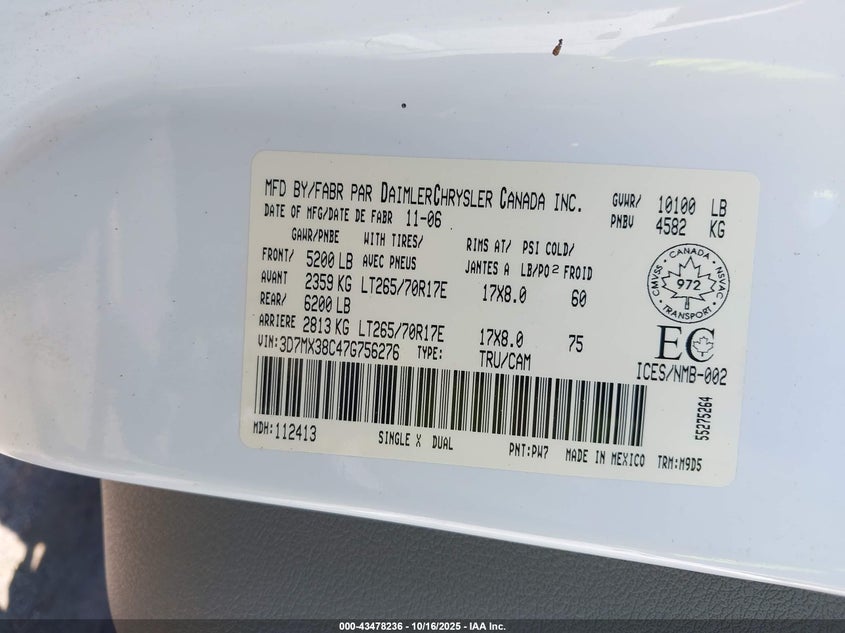 MFD BY/FABR PAR DAIMLERCHRYSLER CANADA INC. GVWR/ 10100 LB
DATE OF MFG/DATE DE FABR 11-06 PNBV 4582 KG
GAWR/PNBE WITH TIRES/ RIMS AT/ PSI COLD/
FRONT/ 5200 LB AVEC PNEUS JANTES A LB/PO² FROID
AVANT 2359 KG LT265/70R17E 17X8.0 60
REAR/ 6200 LB
ARRIERE 2813 KG LT265/70R17E 17X8.0 75
VIN:3D7MX38C47G756276 TYPE: TRU/CAM
CANADA
CMVSS 972 NSVAC
TRANSPORT
EC
ICES/NMB-002
55275264
MDH:112413 SINGLE X DUAL PNT:PW7 MADE IN MEXICO TRM:M9D5
000-43478236 - 10/16/2025 - IAA Inc.